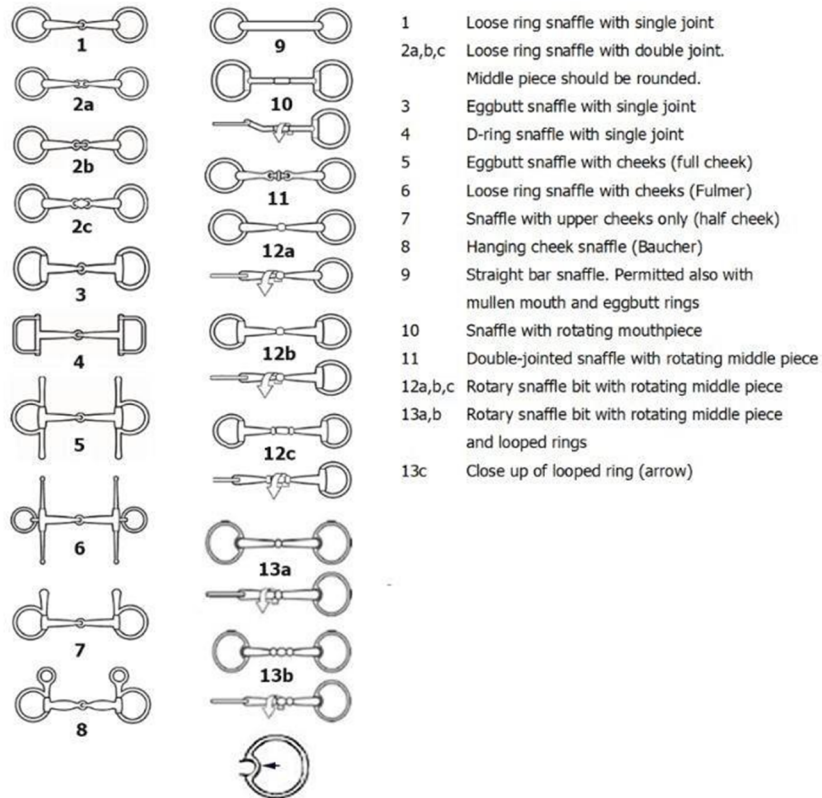 1
2a
2b
2c
3
4
5
6
7
8
9
10
11
12a
12b
12c
13a
13b
1 Loose ring snaffle with single joint
2a,b,c Loose ring snaffle with double joint.
Middle piece should be rounded.
3 Eggbutt snaffle with single joint
4 D-ring snaffle with single joint
5 Eggbutt snaffle with cheeks (full cheek)
6 Loose ring snaffle with cheeks (Fulmer)
7 Snaffle with upper cheeks only (half cheek)
8 Hanging cheek snaffle (Baucher)
9 Straight bar snaffle. Permitted also with
mullen mouth and eggbutt rings
10 Snaffle with rotating mouthpiece
11 Double-jointed snaffle with rotating middle piece
12a,b,c Rotary snaffle bit with rotating middle piece
13a,b Rotary snaffle bit with rotating middle piece
and looped rings
13c Close up of looped ring (arrow)